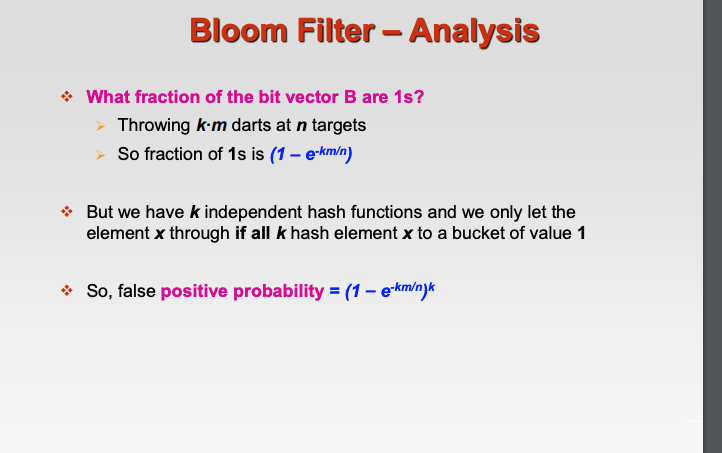 Bloom Filter – Analysis
What fraction of the bit vector B are 1s?
Throwing k·m darts at n targets
So fraction of 1s is (1 – e-km/n)
But we have k independent hash functions and we only let the
element x through if all k hash element x to a bucket of value 1
So, false positive probability = (1 – e-km/n)k